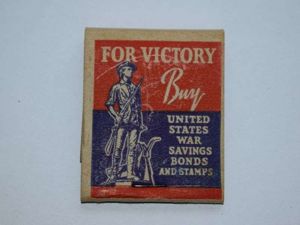 FOR VICTORY
Buy
UNITED
STATES
WAR
SAVINGS
BONDS
AND STAMPS